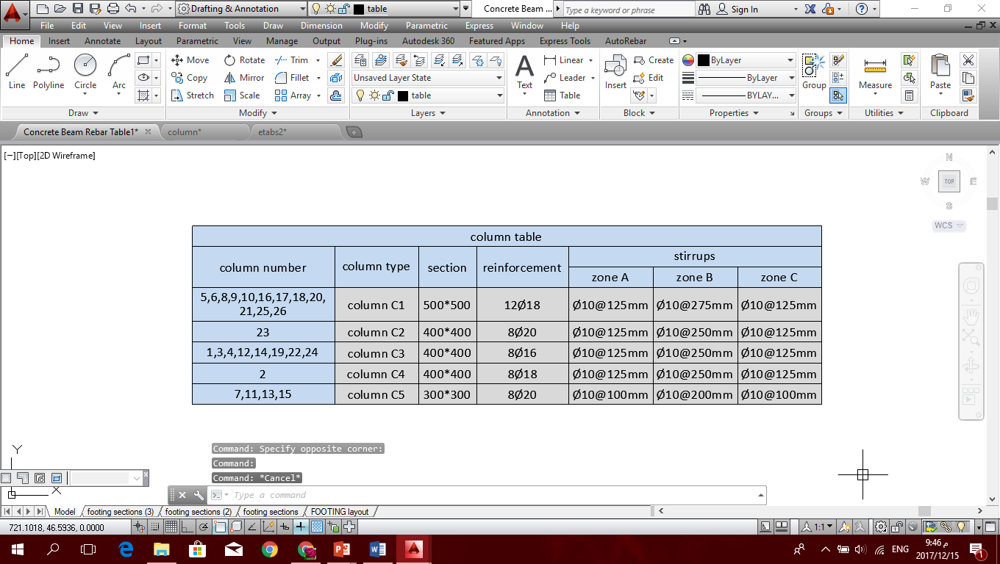 Drafting & Annotation
table
Concrete Beam ...
Type a keyword or phrase
Sign In
File Edit View Insert Format Tools Draw Dimension Modify Parametric Express Window Help
Home Insert Annotate Layout Parametric View Manage Output Plug-ins Autodesk 360 Featured Apps Express Tools AutoRebar
Line Polyline Circle Arc
Move Rotate Trim
Copy Mirror Fillet
Stretch Scale Array
Unsaved Layer State
table
Text
Linear
Leader
Table
Insert
Create
Edit
ByLayer
ByLayer
BYLAY...
Group
Measure
Paste
Draw Modify Layers Annotation Block Properties Groups Utilities Clipboard
Concrete Beam Rebar Table1* column* etabs2*
[−][Top][2D Wireframe]
N
W TOP E
S
WCS
column table
column number column type section reinforcement stirrups
zone A zone B zone C
5,6,8,9,10,16,17,18,20,
21,25,26
column C1 500*500 12Ø18 Ø10@125mm Ø10@275mm Ø10@125mm
23 column C2 400*400 8Ø20 Ø10@125mm Ø10@250mm Ø10@125mm
1,3,4,12,14,19,22,24 column C3 400*400 8Ø16 Ø10@125mm Ø10@250mm Ø10@125mm
2 column C4 400*400 8Ø18 Ø10@125mm Ø10@250mm Ø10@125mm
7,11,13,15 column C5 300*300 8Ø20 Ø10@100mm Ø10@200mm Ø10@100mm
Y
X
Command: Specify opposite corner:
Command:
Command: *Cancel*
Type a command
Model footing sections (3) footing sections (2) footing sections FOOTING layout
721.1018, 46.5936, 0.0000
1:1
ENG
9:46 م
2017/12/15
1